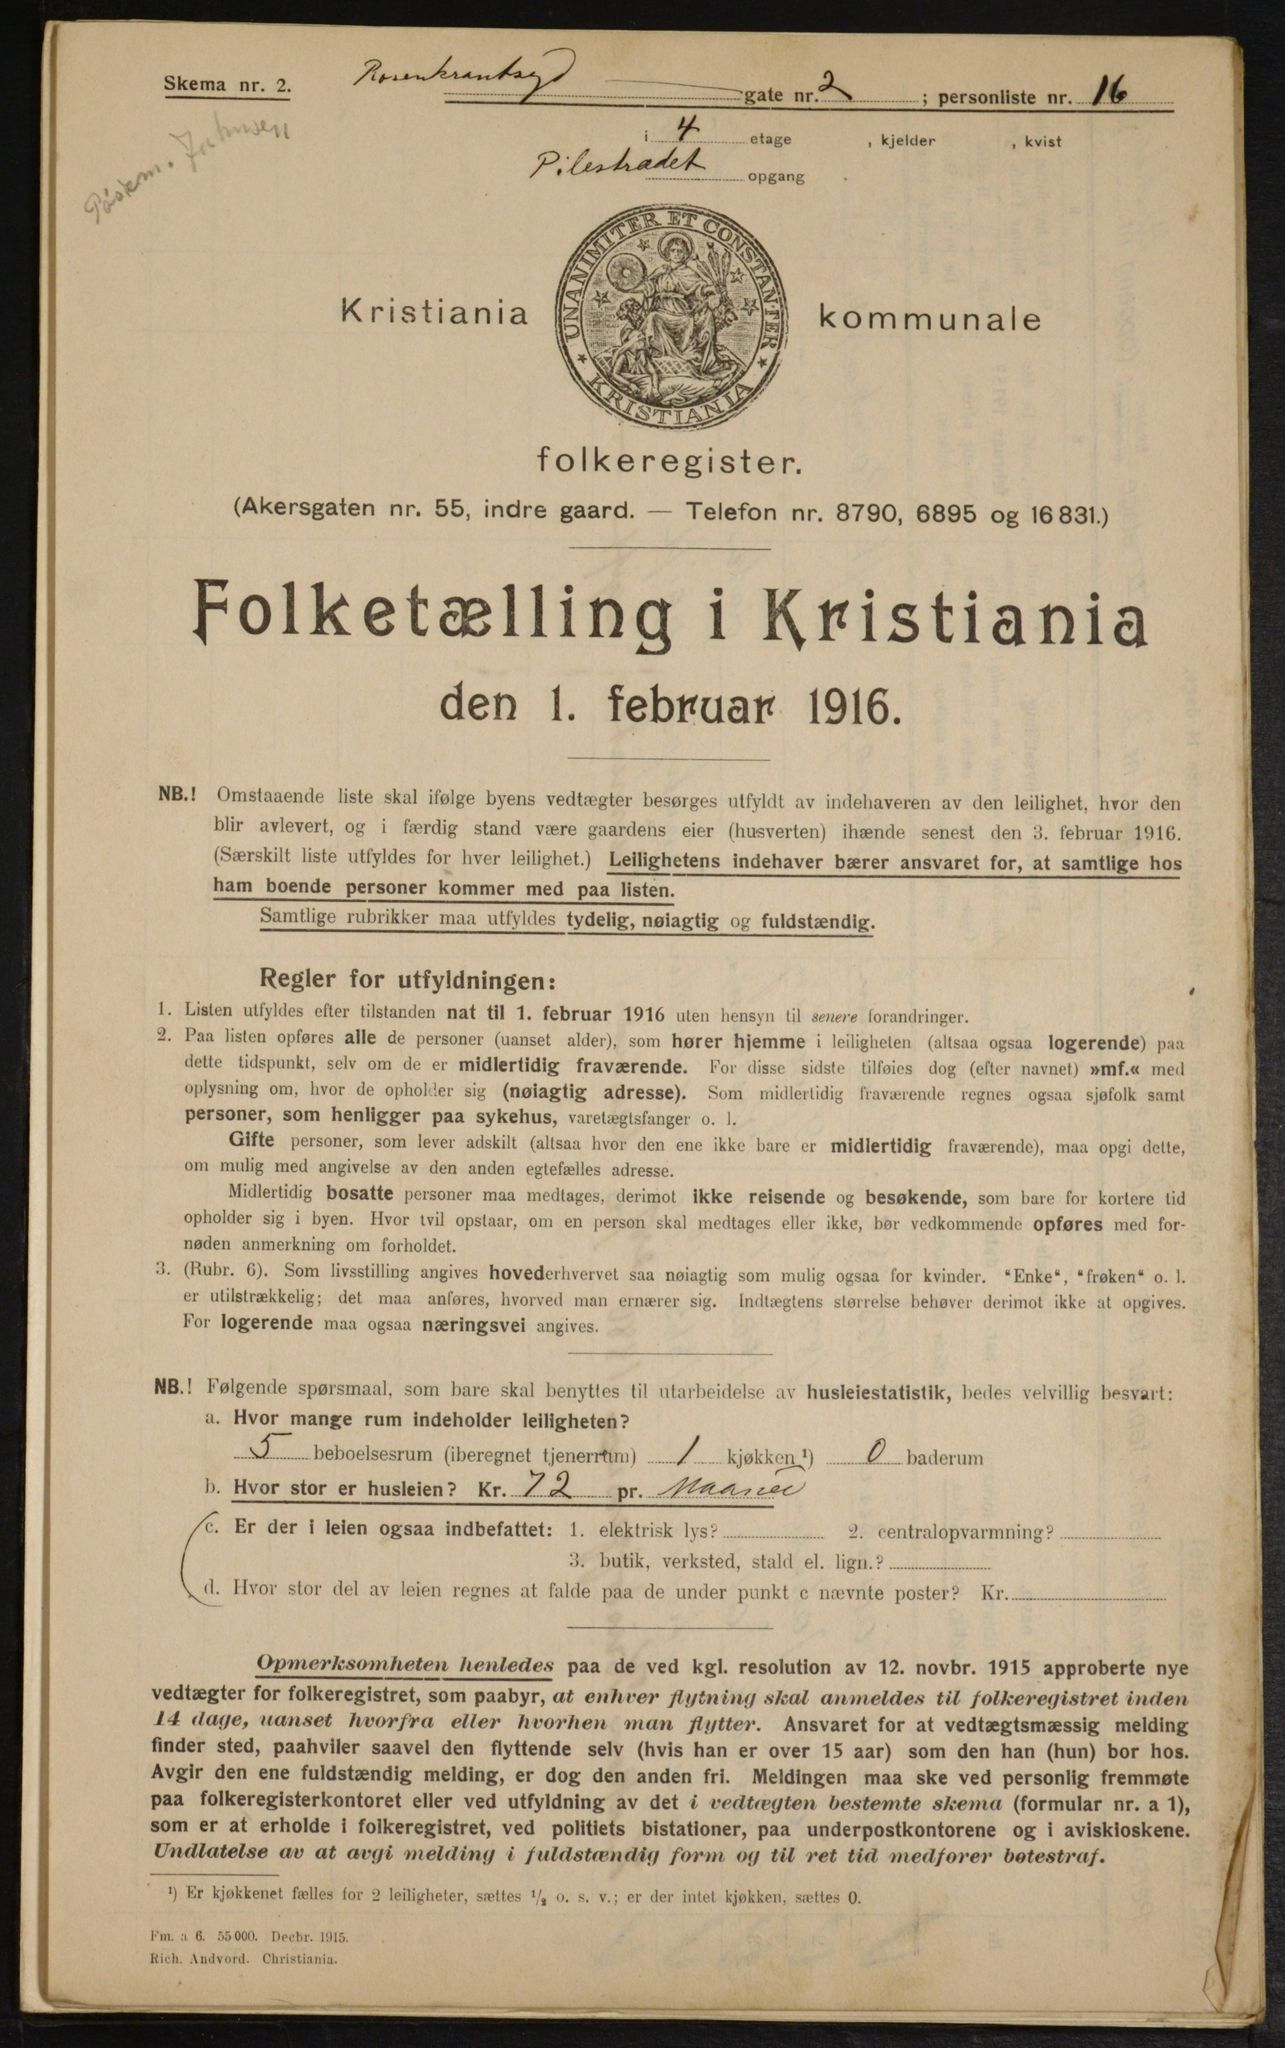 Skema nr. 2. Rosenkrantsgd gate nr. 2 ; personliste nr. 16
i 4 etage , kjelder , kvist
Pilestrædet opgang
UNANIMITER ET CONSTANTER
KRISTIANIA
Kristiania kommunale
folkeregister.
(Akersgaten nr. 55, indre gaard. — Telefon nr. 8790, 6895 og 16 831.)
Folketælling i Kristiania
den 1. februar 1916.
NB.! Omstaaende liste skal ifølge byens vedtægter besørges utfyldt av indehaveren av den leilighet, hvor den
blir avlevert, og i færdig stand være gaardens eier (husverten) ihænde senest den 3. februar 1916.
(Særskilt liste utfyldes for hver leilighet.) Leilighetens indehaver bærer ansvaret for, at samtlige hos
ham boende personer kommer med paa listen.
Samtlige rubrikker maa utfyldes tydelig, nøiagtig og fuldstændig.
Regler for utfyldningen:
1. Listen utfyldes efter tilstanden nat til 1. februar 1916 uten hensyn til senere forandringer.
2. Paa listen opføres alle de personer (uanset alder), som hører hjemme i leiligheten (altsaa ogsaa logerende) paa
dette tidspunkt, selv om de er midlertidig fraværende. For disse sidste tilføies dog (efter navnet) »mf.« med
oplysning om, hvor de opholder sig (nøiagtig adresse). Som midlertidig fraværende regnes ogsaa sjøfolk samt
personer, som henligger paa sykehus, varetægtsfanger o. l.
Gifte personer, som lever adskilt (altsaa hvor den ene ikke bare er midlertidig fraværende), maa opgi dette,
om mulig med angivelse av den anden egtefælles adresse.
Midlertidig bosatte personer maa medtages, derimot ikke reisende og besøkende, som bare for kortere tid
opholder sig i byen. Hvor tvil opstaar, om en person skal medtages eller ikke, bør vedkommende opføres med for-
nøden anmerkning om forholdet.
3. (Rubr. 6). Som livsstilling angives hovederhvervet saa nøiagtig som mulig ogsaa for kvinder. "Enke", "frøken" o. l.
er utilstrækkelig; det maa anføres, hvorved man ernærer sig. Indtægtens størrelse behøver derimot ikke at opgives.
For logerende maa ogsaa næringsvei angives.
NB.! Følgende spørsmaal, som bare skal benyttes til utarbeidelse av husleiestatistik, bedes velvillig besvart:
a. Hvor mange rum indeholder leiligheten?
5 beboelsesrum (iberegnet tjenerrum) 1 kjøkken ¹) 0 baderum
b. Hvor stor er husleien? Kr. 72 pr. Maaned
c. Er der i leien ogsaa indbefattet: 1. elektrisk lys? 2. centralopvarmning?
3. butik, verksted, stald el. lign.?
d. Hvor stor del av leien regnes at falde paa de under punkt c nævnte poster? Kr.
Opmerksomheten henledes paa de ved kgl. resolution av 12. novbr. 1915 approberte nye
vedtægter for folkeregistret, som paabyr, at enhver flytning skal anmeldes til folkeregistret inden
14 dage, uanset hvorfra eller hvorhen man flytter. Ansvaret for at vedtægtsmæssig melding
finder sted, paahviler saavel den flyttende selv (hvis han er over 15 aar) som den han (hun) bor hos.
Avgir den ene fuldstændig melding, er dog den anden fri. Meldingen maa ske ved personlig fremmøte
paa folkeregisterkontoret eller ved utfyldning av det i vedtægten bestemte skema (formular nr. a 1),
som er at erholde i folkeregistret, ved politiets bistationer, paa underpostkontorene og i aviskioskene.
Undlatelse av at avgi melding i fuldstændig form og til ret tid medfører bøtestraf.
¹) Er kjøkkenet fælles for 2 leiligheter, sættes ½ o. s. v.; er der intet kjøkken, sættes 0.
Fm. a 6. 55 000. Decbr. 1915.
Rich. Andvord. Christiania.